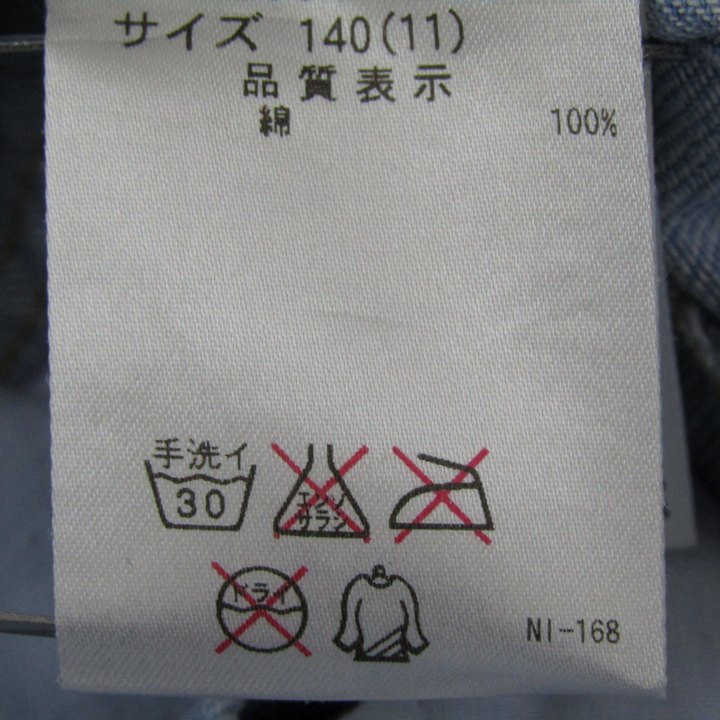 サイズ 140(11)
品質表示
綿 100%
手洗イ
30
エンソ
サラシ
ドライ
NI-168